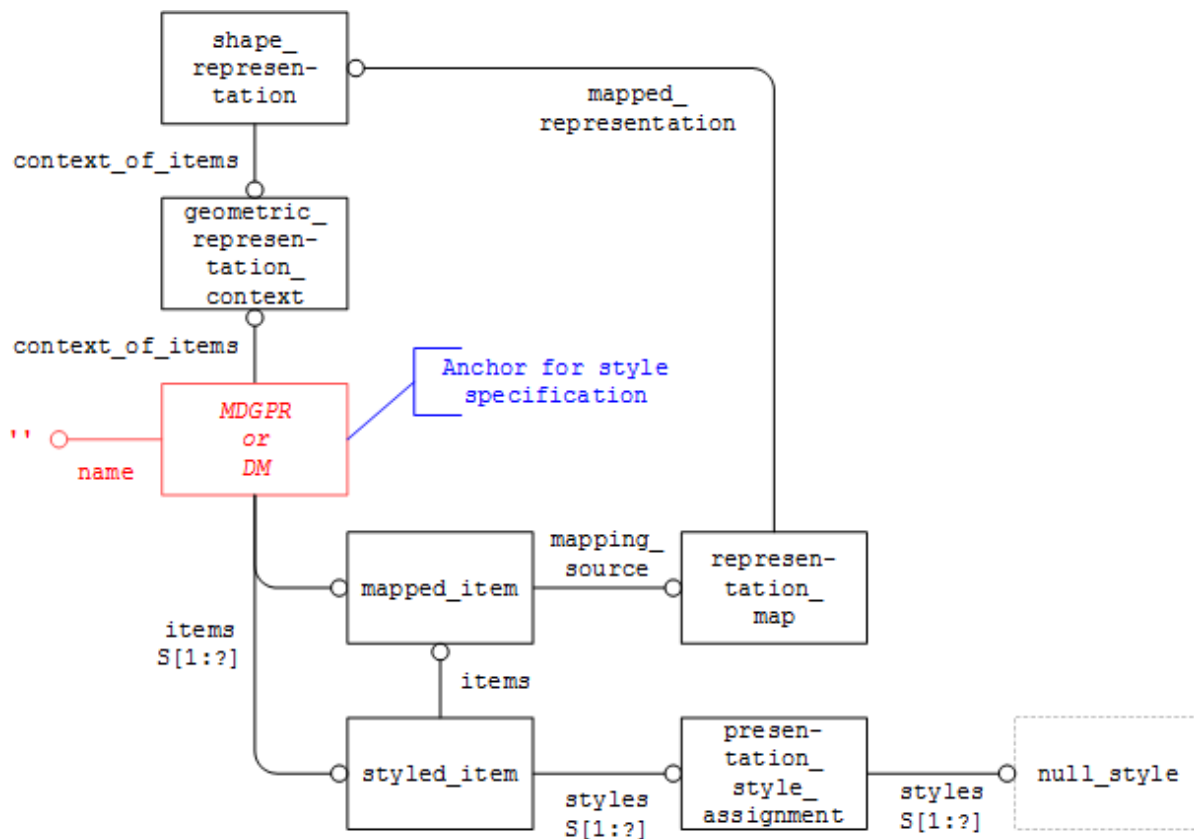 shape_
represen-
tation
mapped_
representation
context_of_items
geometric_
represen-
tation_
context
context_of_items
Anchor for style
specification
MDGPR
or
DM
''
name
mapped_item
mapping_
source
represen-
tation_
map
items
S[1:?]
items
styled_item
styles
S[1:?]
presen-
tation_
style_
assignment
styles
S[1:?]
null_style